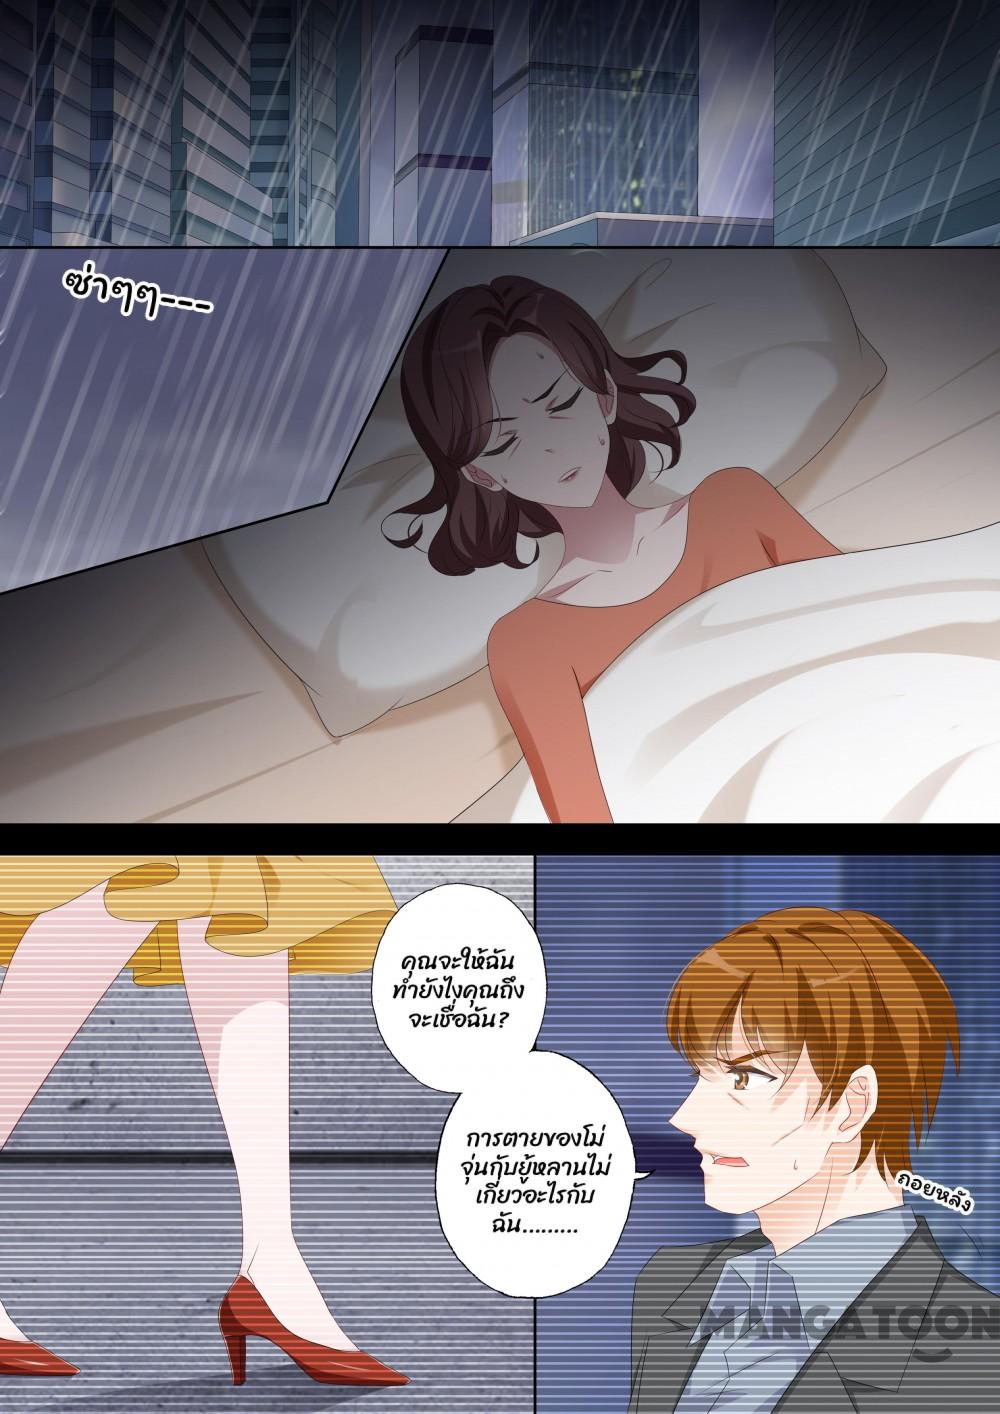 ซ่าๆๆ---
คุณจะให้ฉัน
ทำยังไงคุณถึง
จะเชื่อฉัน?
การตายของโม่
จุ่นกับยู้หลานไม่
เกี่ยวอะไรกับ
ฉัน.........
ถอยหลัง
MANGATOON